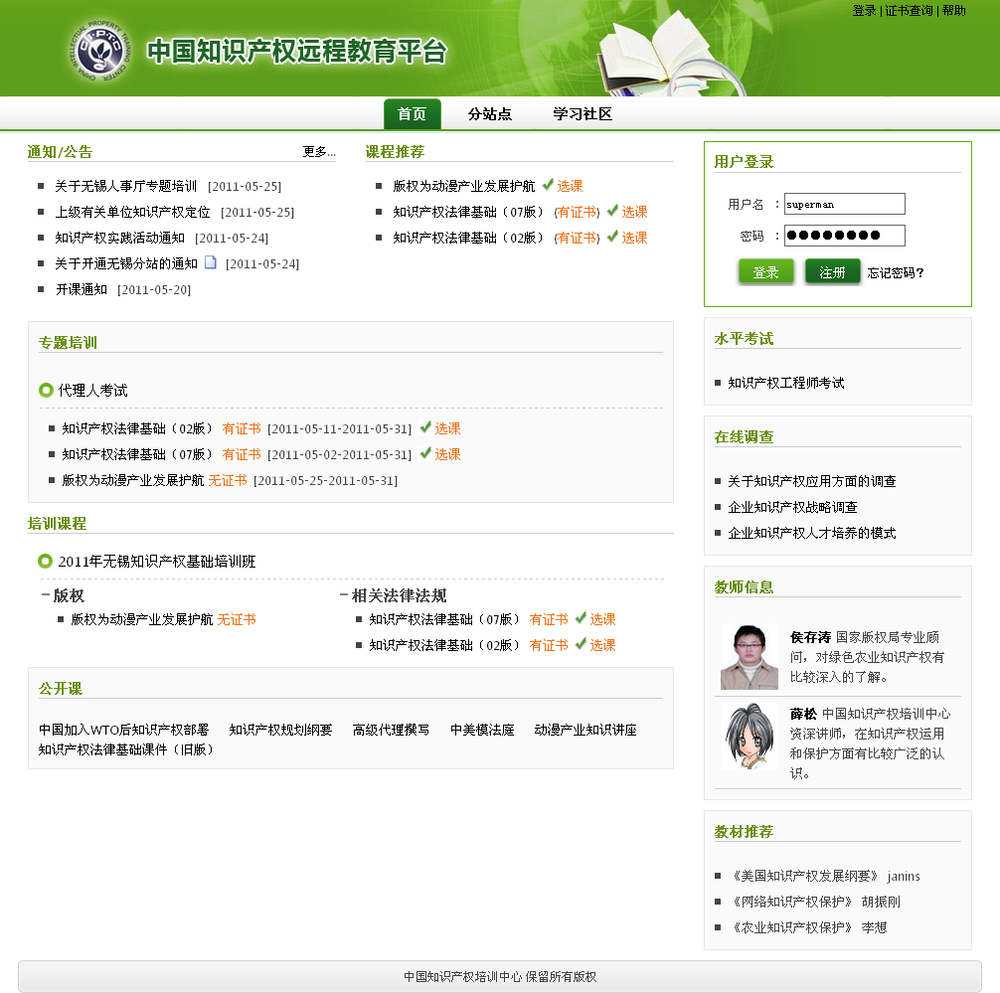 登录 | 证书查询 | 帮助
CIPTC
中国知识产权远程教育平台
首页 分站点 学习社区
通知/公告 更多...
关于无锡人事厅专题培训 [2011-05-25]
上级有关单位知识产权定位 [2011-05-25]
知识产权实践活动通知 [2011-05-24]
关于开通无锡分站的通知 [2011-05-24]
开课通知 [2011-05-20]
课程推荐
版权为动漫产业发展护航 选课
知识产权法律基础（07版） (有证书) 选课
知识产权法律基础（02版） (有证书) 选课
专题培训
代理人考试
知识产权法律基础（02版） 有证书 [2011-05-11-2011-05-31] 选课
知识产权法律基础（07版） 有证书 [2011-05-02-2011-05-31] 选课
版权为动漫产业发展护航 无证书 [2011-05-25-2011-05-31]
培训课程
2011年无锡知识产权基础培训班
版权
版权为动漫产业发展护航 无证书
相关法律法规
知识产权法律基础（07版） 有证书 选课
知识产权法律基础（02版） 有证书 选课
公开课
中国加入WTO后知识产权部署 知识产权规划纲要 高级代理撰写 中美模法庭 动漫产业知识讲座
知识产权法律基础课件（旧版）
用户登录
用户名 ：superman
密码 ：●●●●●●●●
登录 注册 忘记密码?
水平考试
知识产权工程师考试
在线调查
关于知识产权应用方面的调查
企业知识产权战略调查
企业知识产权人才培养的模式
教师信息
侯存涛 国家版权局专业顾
问，对绿色农业知识产权有
比较深入的了解。
薛松 中国知识产权培训中心
资深讲师，在知识产权运用
和保护方面有比较广泛的认
识。
教材推荐
《美国知识产权发展纲要》 janins
《网络知识产权保护》 胡振刚
《农业知识产权保护》 李想
中国知识产权培训中心 保留所有版权